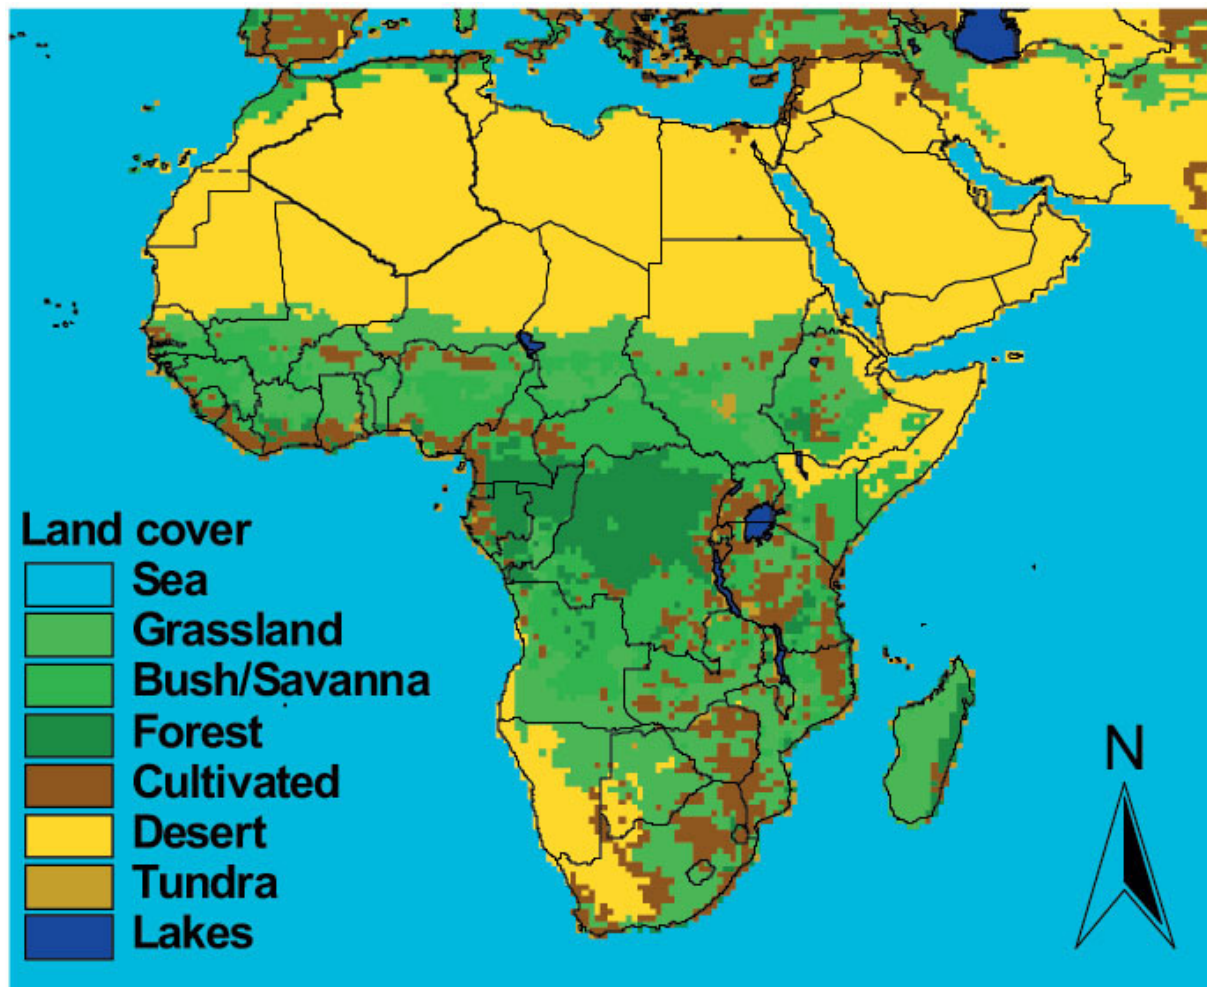 Land cover
Sea
Grassland
Bush/Savanna
Forest
Cultivated
Desert
Tundra
Lakes
N